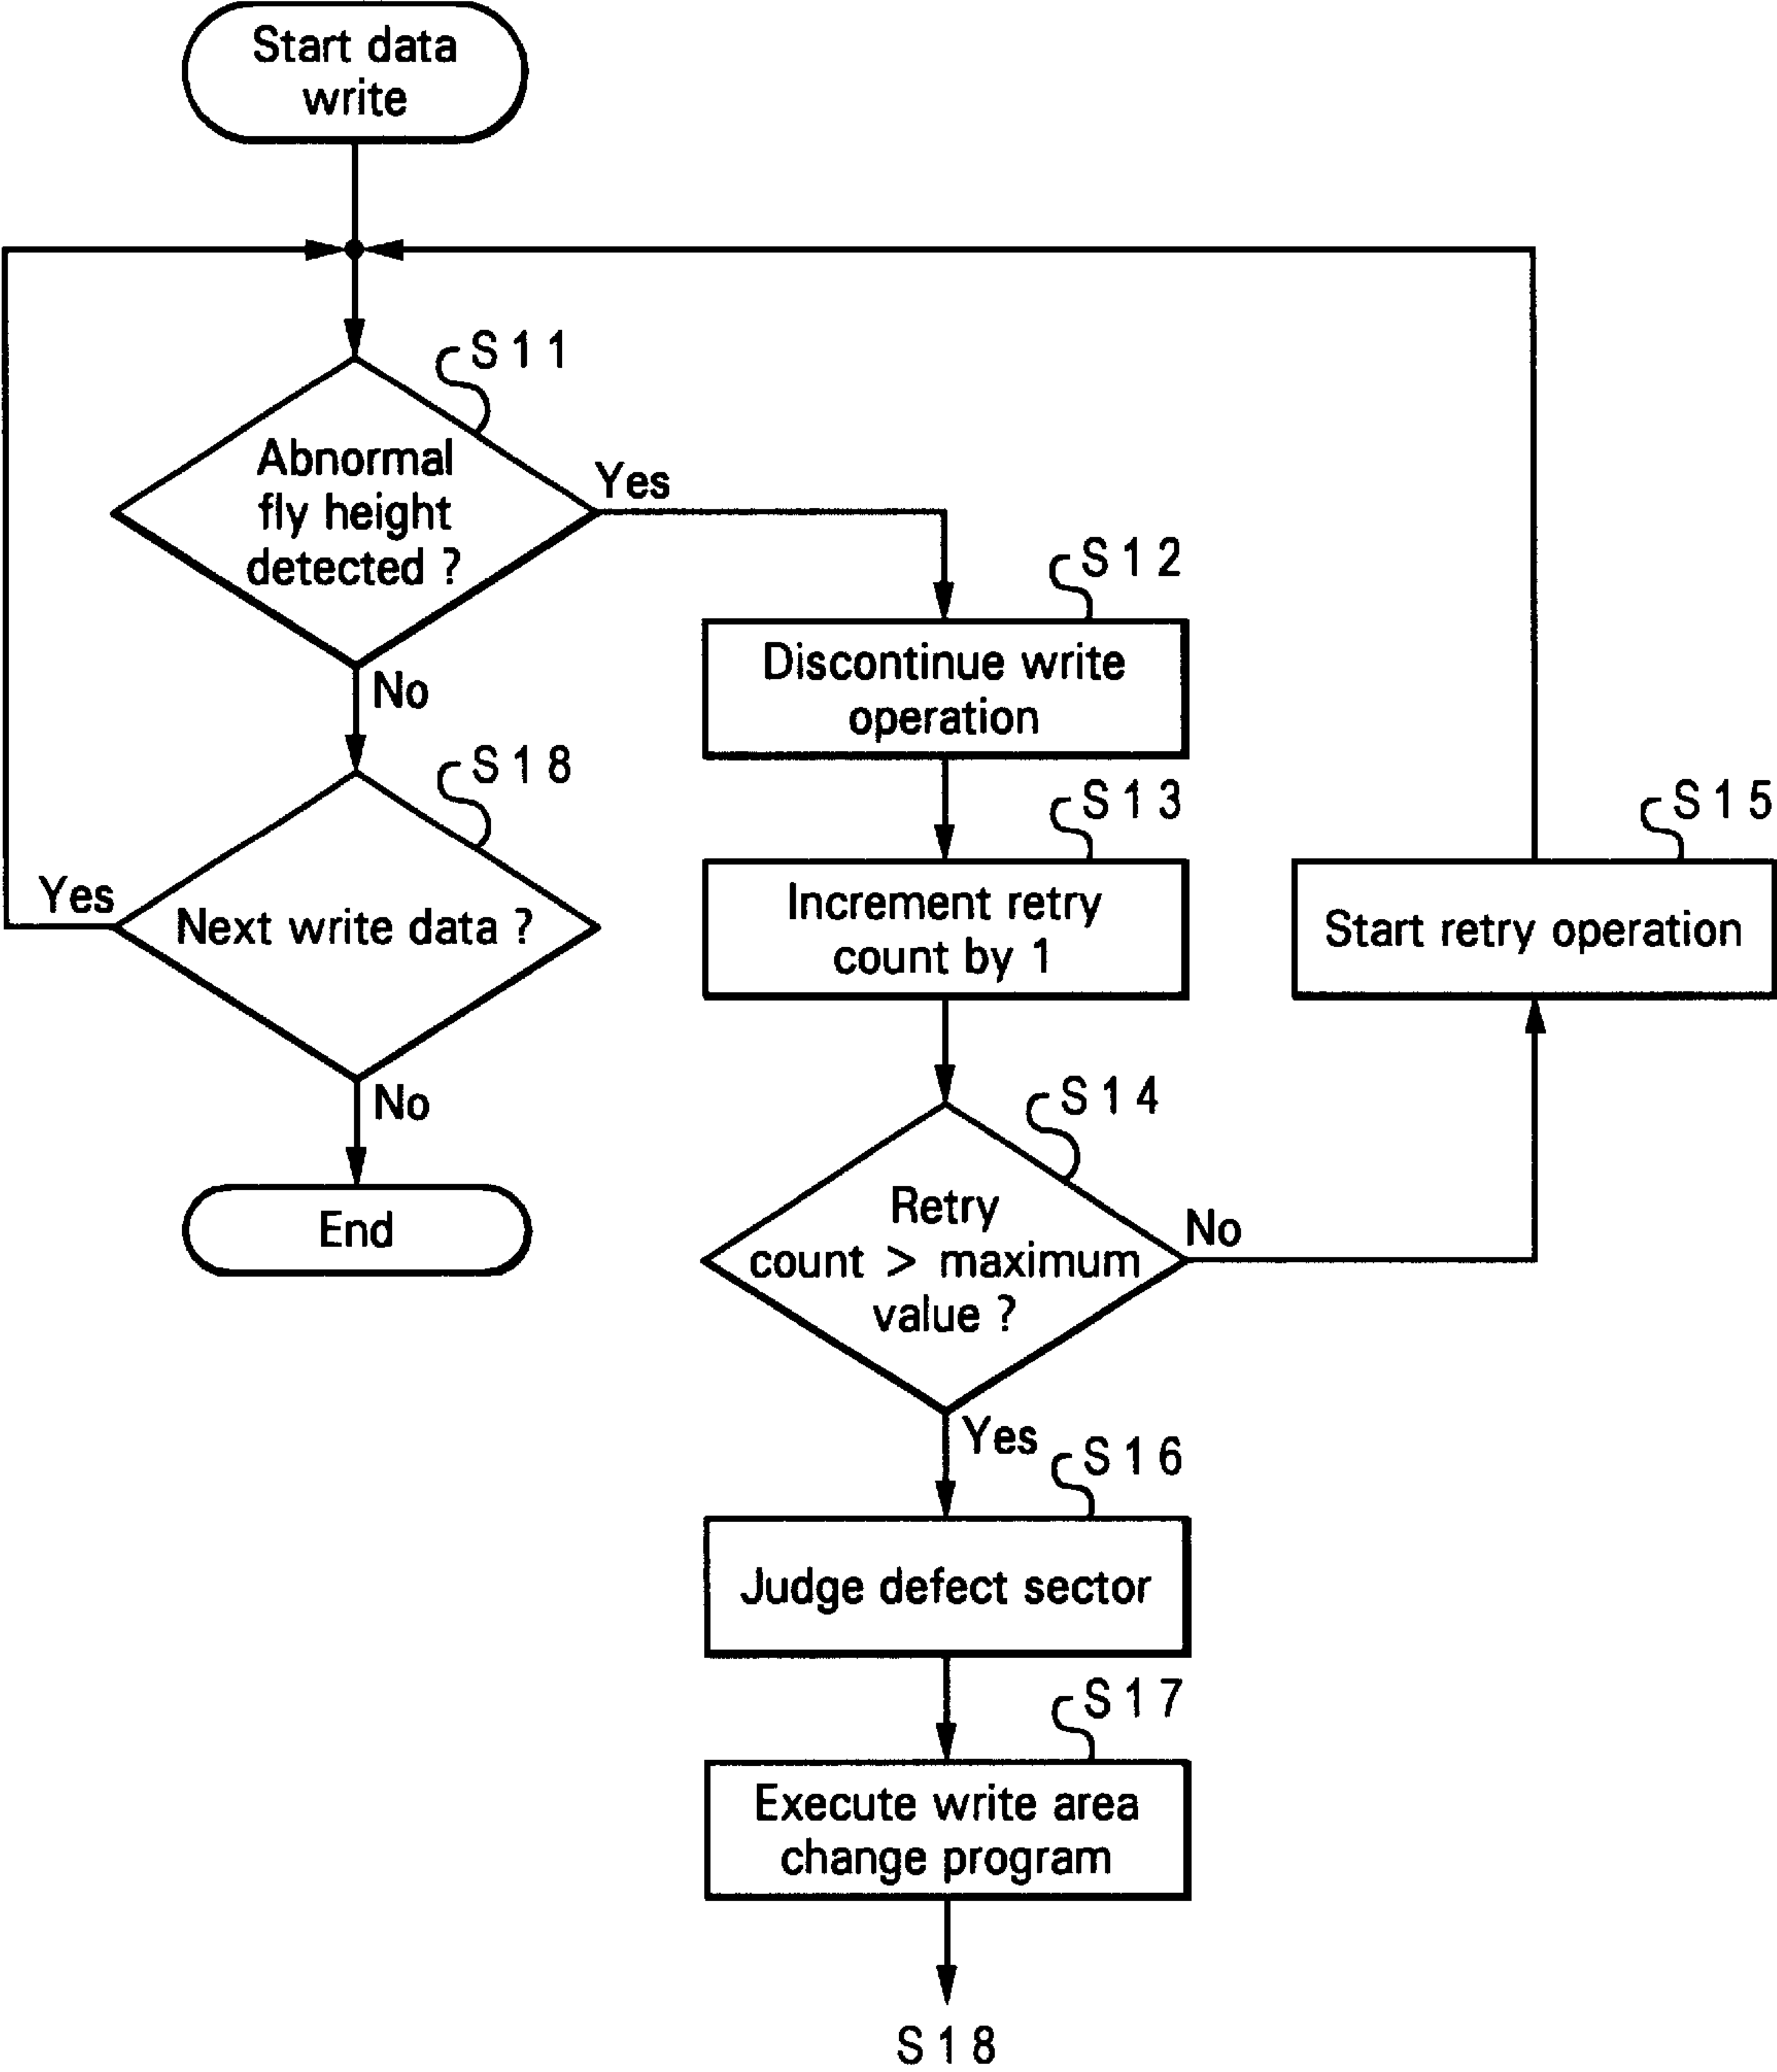 Start data
write
S11
Abnormal
fly height
detected ?
Yes
No
S12
Discontinue write
operation
S18
Next write data ?
Yes
No
End
S13
Increment retry
count by 1
S15
Start retry operation
S14
Retry
count > maximum
value ?
No
Yes
S16
Judge defect sector
S17
Execute write area
change program
S18